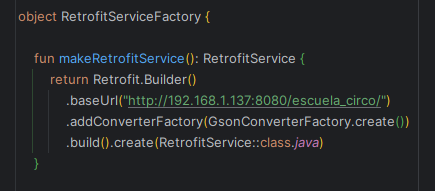 object RetrofitServiceFactory {
fun makeRetrofitService(): RetrofitService {
return Retrofit.Builder()
.baseUrl("http://192.168.1.137:8080/escuela_circo/")
.addConverterFactory(GsonConverterFactory.create())
.build().create(RetrofitService::class.java)
}